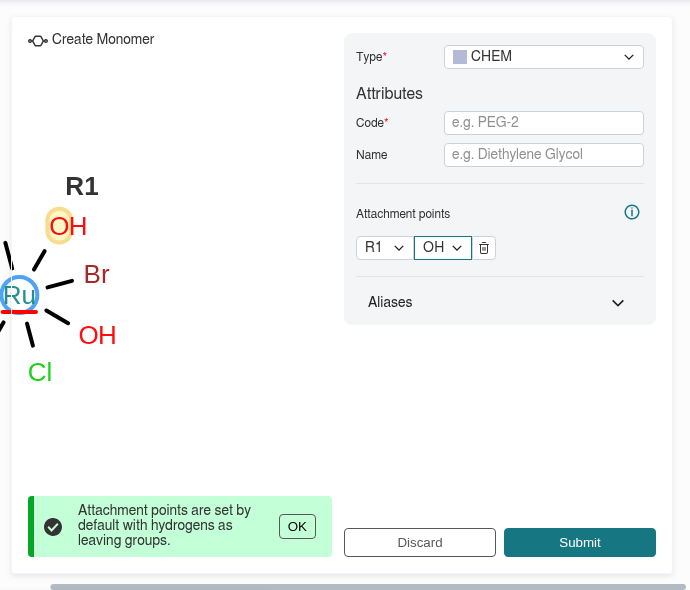 Create Monomer
Type*
CHEM
Attributes
Code*
e.g. PEG-2
Name
e.g. Diethylene Glycol
R1
OH
Br
Ru
OH
Cl
Attachment points
R1
OH
Aliases
Attachment points are set by
default with hydrogens as
leaving groups.
OK
Discard
Submit